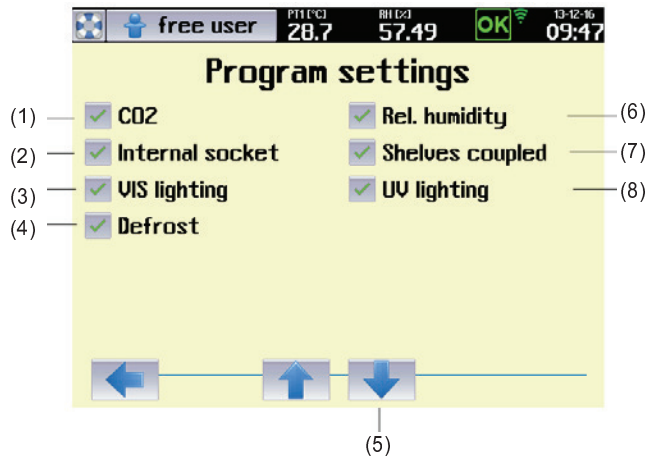 free user PT1 [°C] RH [%] 13-12-16
28.7 57.49 OK 09:47
Program settings
(1) CO2 Rel. humidity (6)
(2) Internal socket Shelves coupled (7)
(3) VIS lighting UV lighting (8)
(4) Defrost
(5)